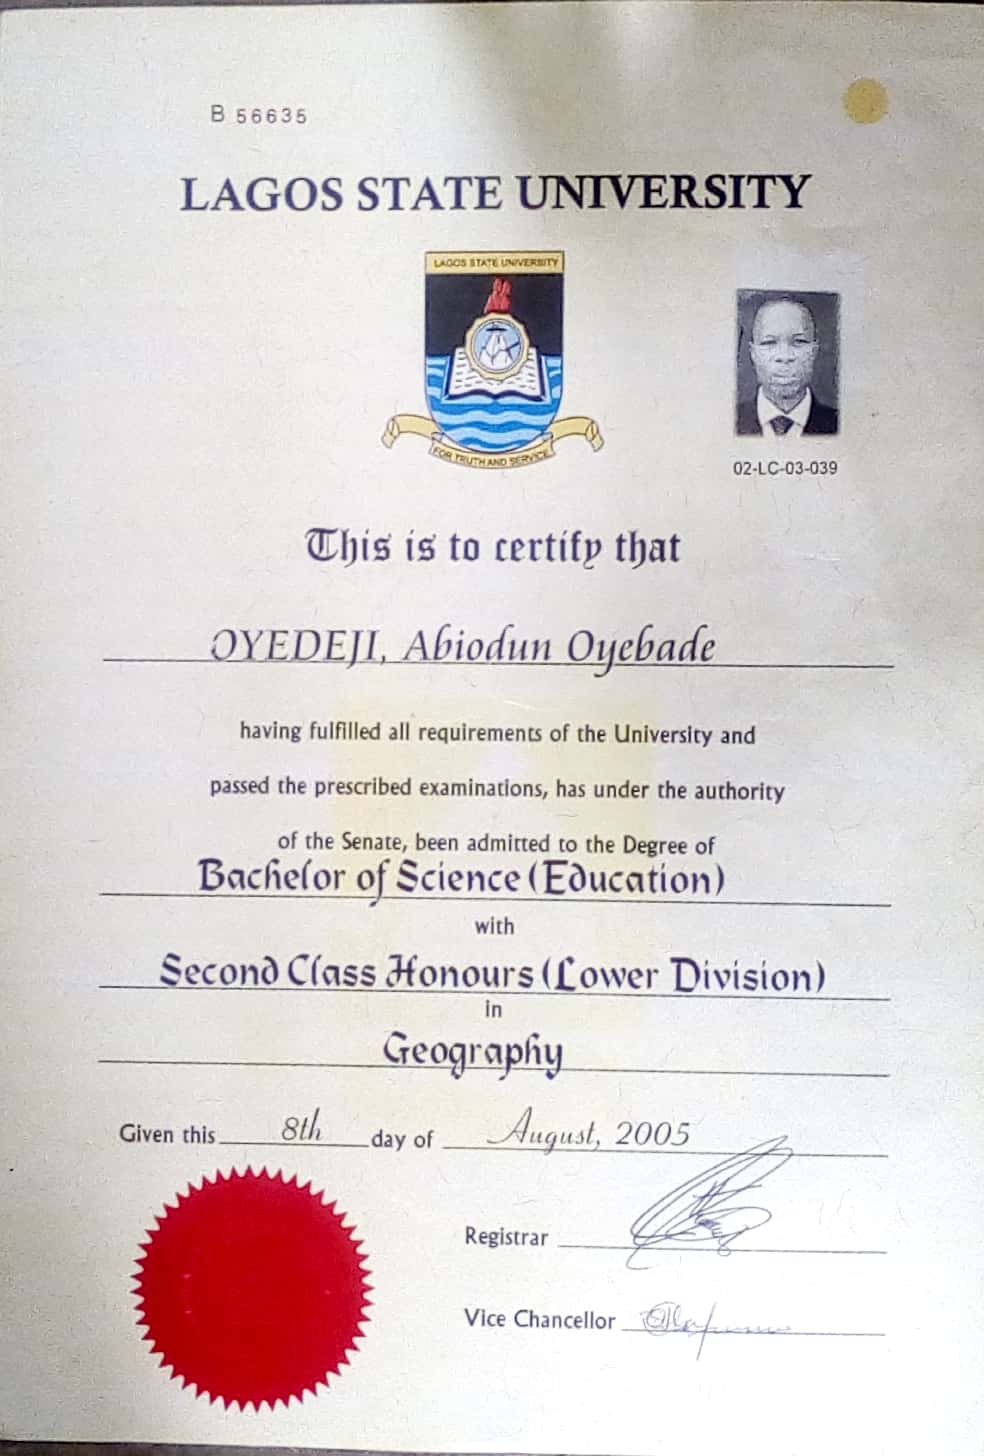 B 56635
LAGOS STATE UNIVERSITY
LAGOS STATE UNIVERSITY
FOR TRUTH AND SERVICE
02-LC-03-039
This is to certify that
OYEDEJI, Abiodun Oyebade
having fulfilled all requirements of the University and
passed the prescribed examinations, has under the authority
of the Senate, been admitted to the Degree of
Bachelor of Science (Education)
with
Second Class Honours (Lower Division)
in
Geography
Given this 8th day of August, 2005
Registrar
Vice Chancellor